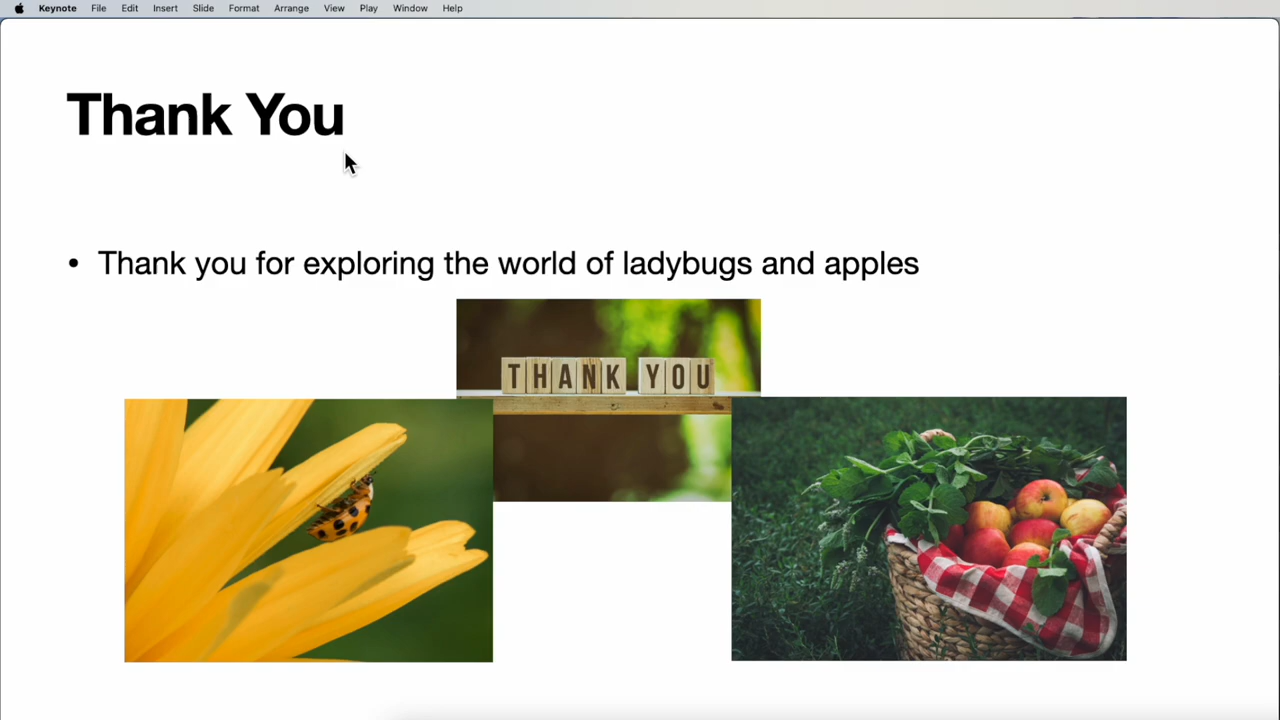 Keynote File Edit Insert Slide Format Arrange View Play Window Help
Thank You
• Thank you for exploring the world of ladybugs and apples
THANK YOU